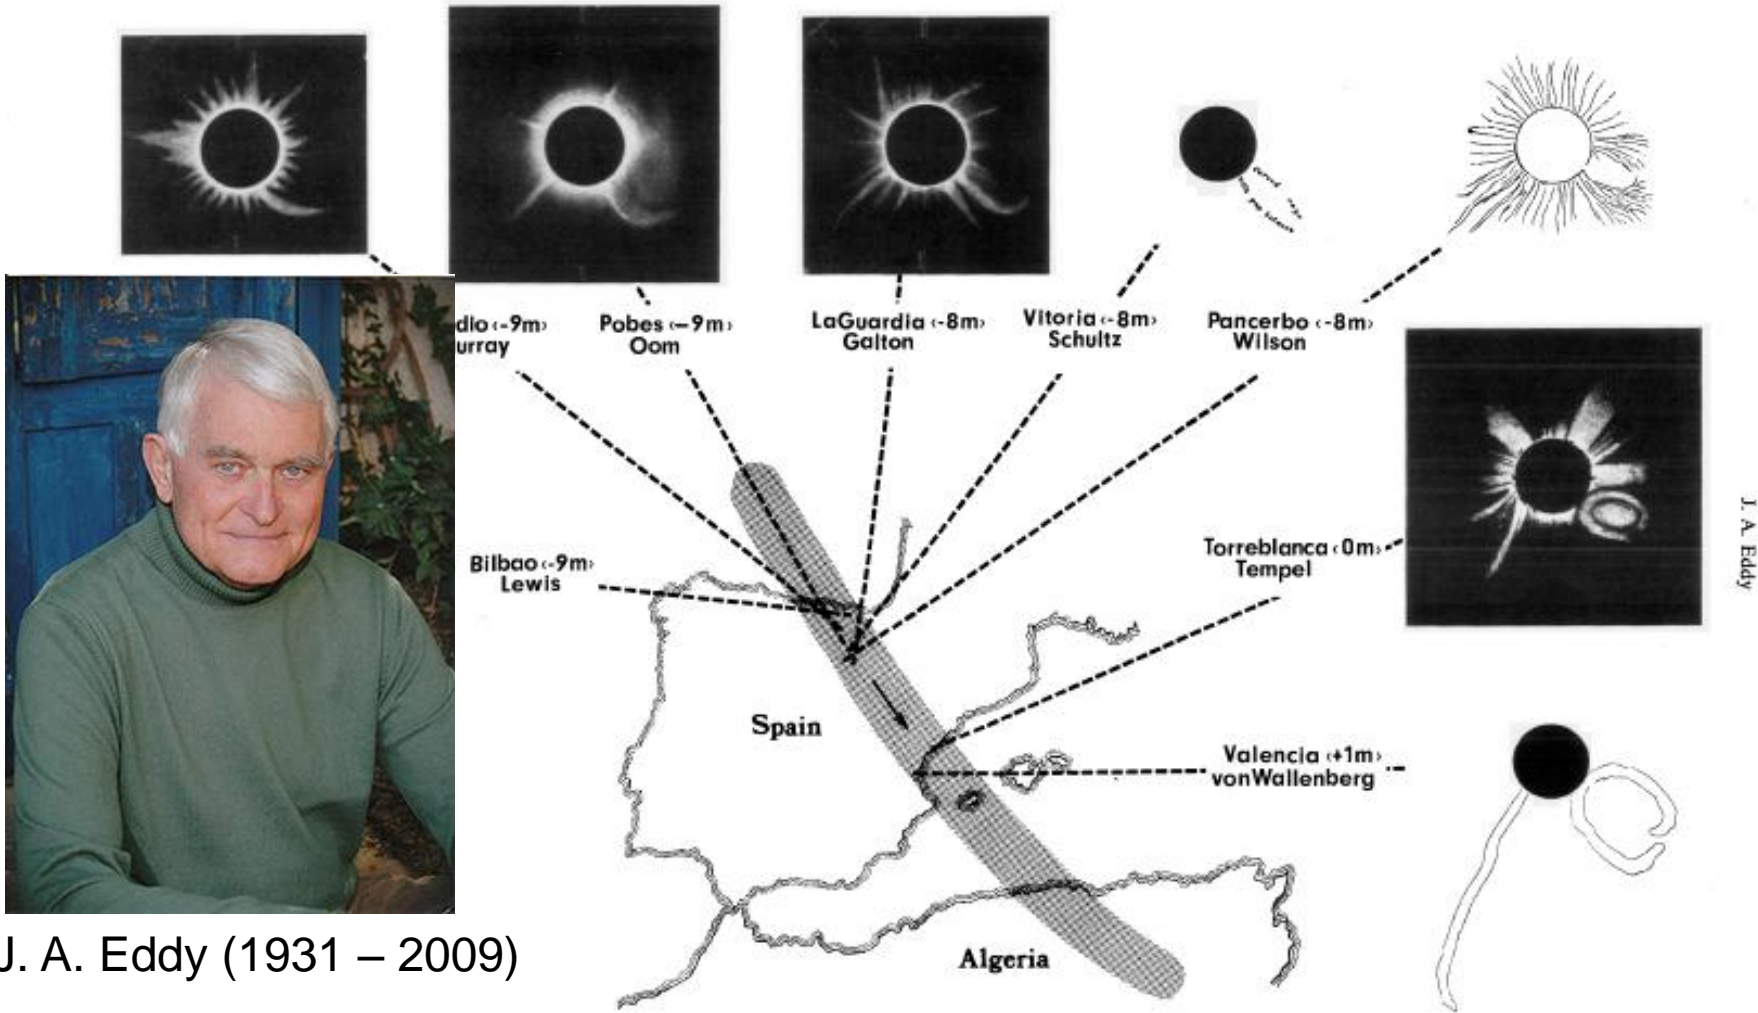 dio ‹-9m›
urray
Pobes ‹-9m›
Oom
LaGuardia ‹-8m›
Galton
Vitoria ‹-8m›
Schultz
Pancerbo ‹-8m›
Wilson
Bilbao ‹-9m›
Lewis
Torreblanca ‹0m›
Tempel
J. A. Eddy
Spain
Valencia ‹+1m›
vonWallenberg
Algeria
J. A. Eddy (1931 – 2009)